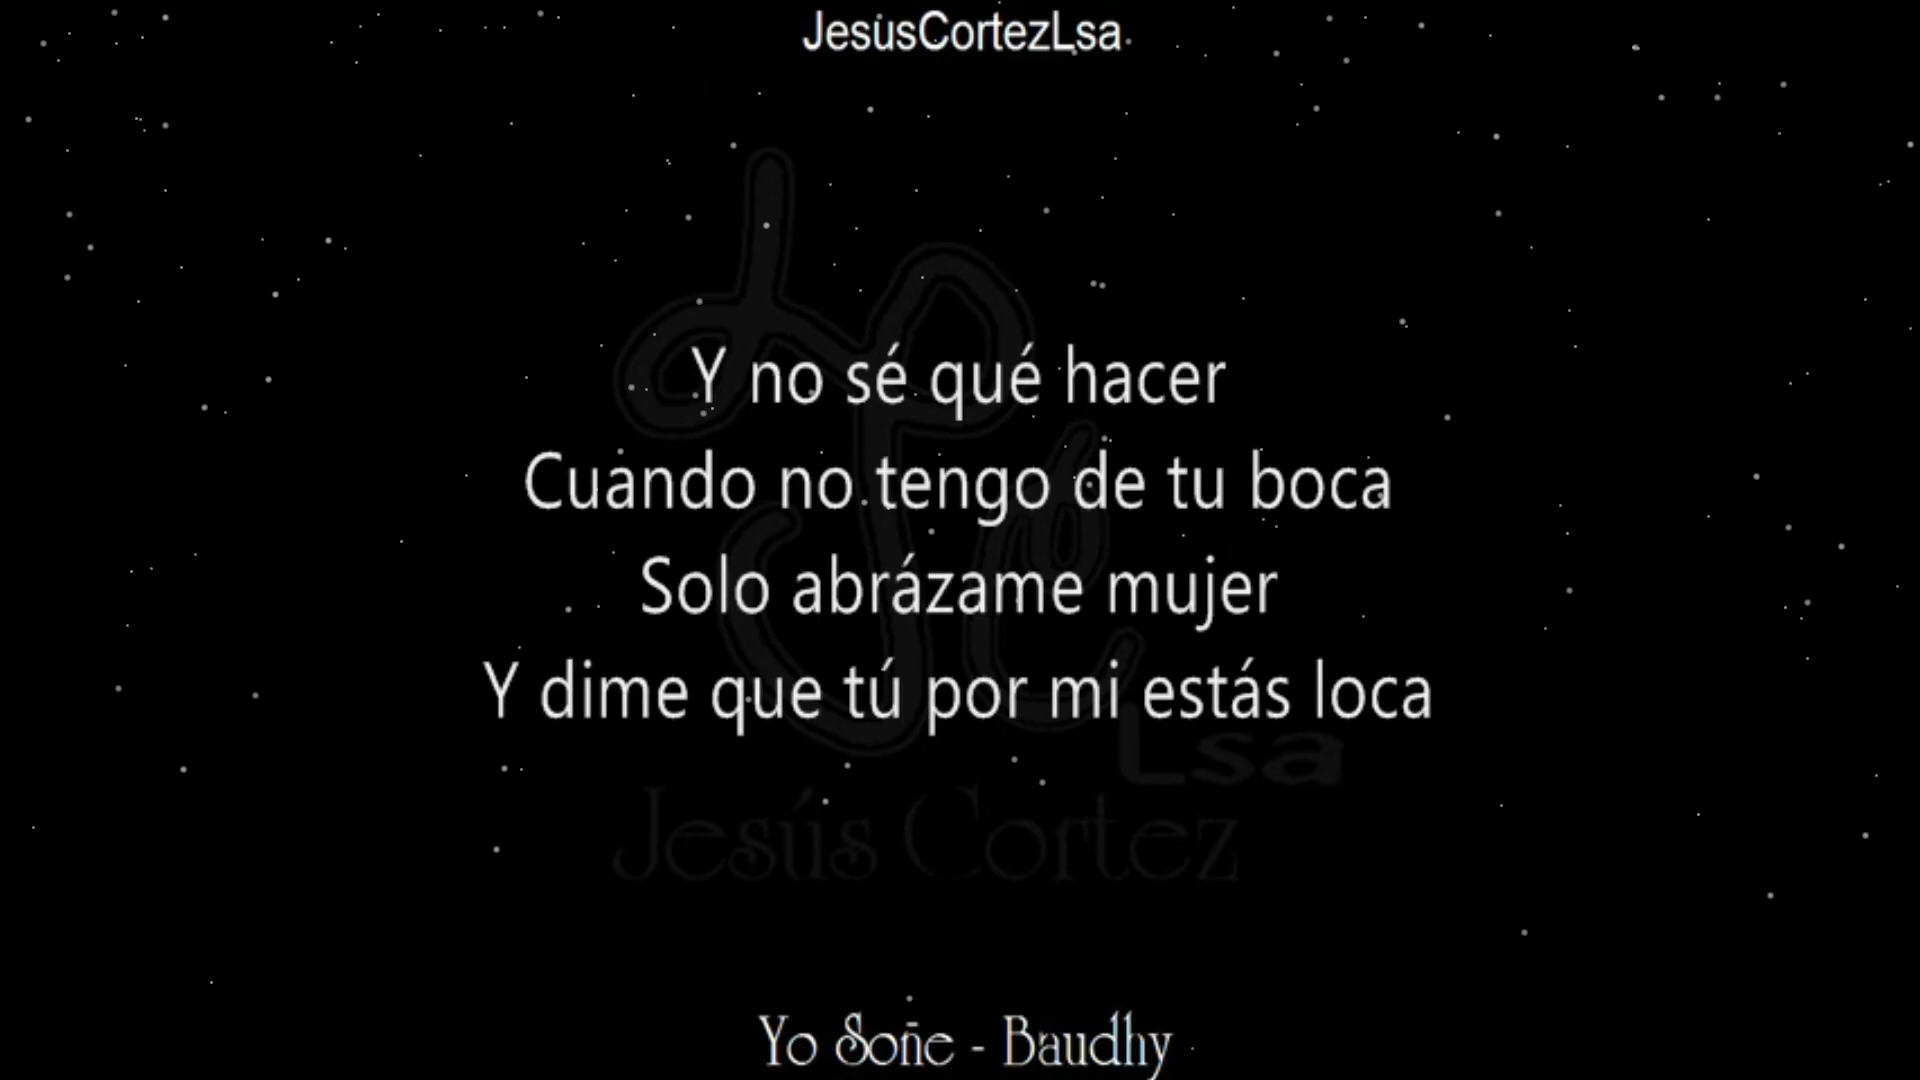 JesusCortezLsa
Y no sé qué hacer
Cuando no tengo de tu boca
Solo abrázame mujer
Y dime que tú por mi estás loca
Lsa
Jesús Cortez
Yo Soñe - Baudhy